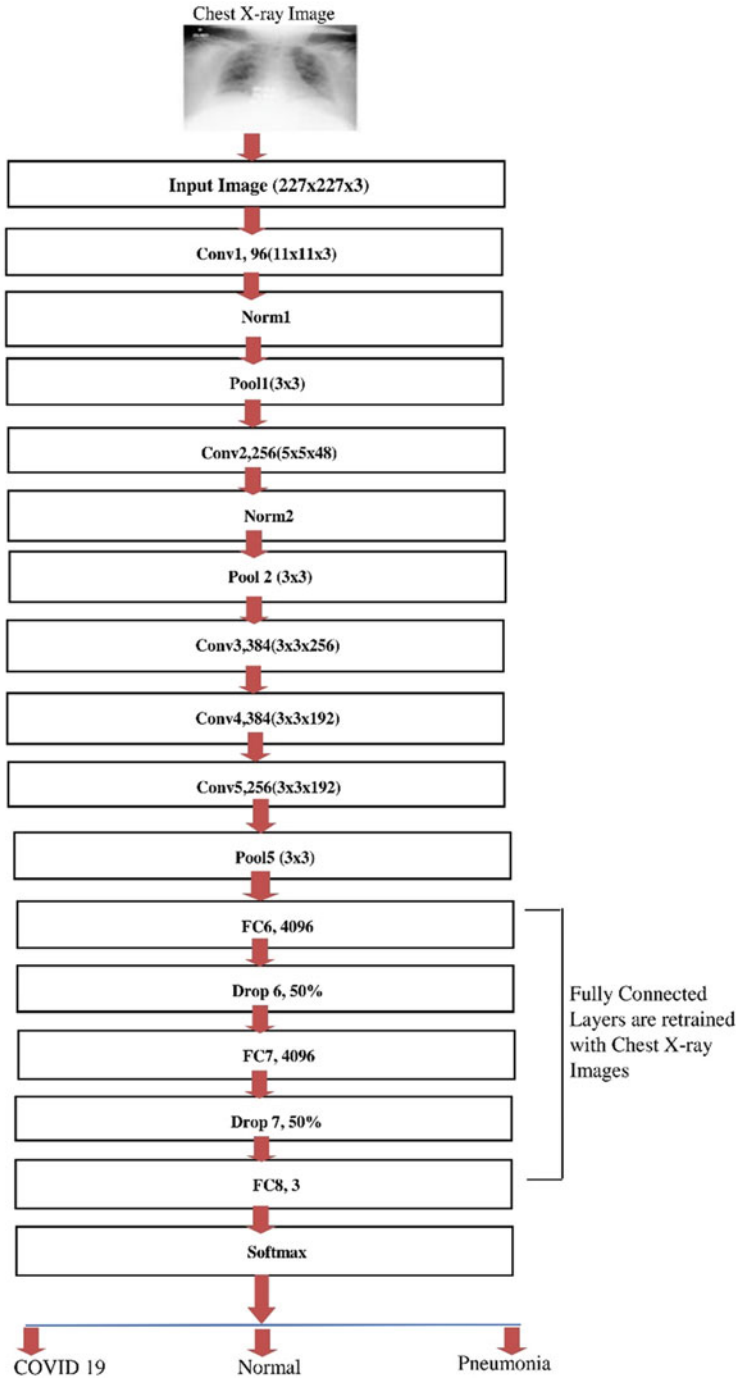 Chest X-ray Image
Input Image (227x227x3)
Conv1, 96(11x11x3)
Norm1
Pool1(3x3)
Conv2,256(5x5x48)
Norm2
Pool 2 (3x3)
Conv3,384(3x3x256)
Conv4,384(3x3x192)
Conv5,256(3x3x192)
Pool5 (3x3)
FC6, 4096
Drop 6, 50%
FC7, 4096
Drop 7, 50%
FC8, 3
Fully Connected
Layers are retrained
with Chest X-ray
Images
Softmax
COVID 19
Normal
Pneumonia